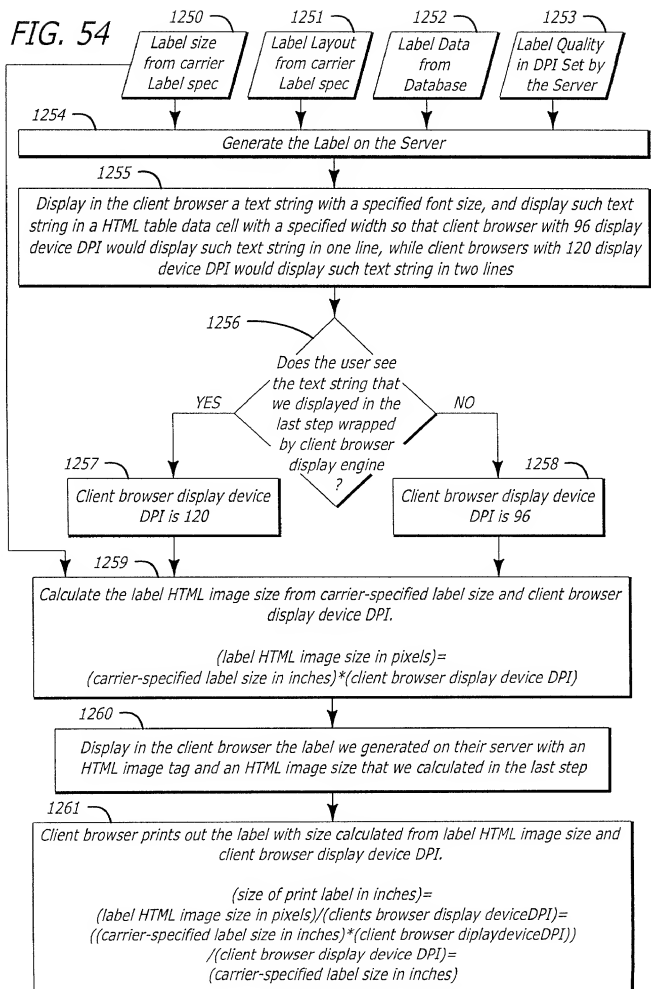 FIG. 54
1250
1251
1252
1253
Label size
from carrier
Label spec
Label Layout
from carrier
Label spec
Label Data
from
Database
Label Quality
in DPI Set by
the Server
1254
Generate the Label on the Server
1255
Display in the client browser a text string with a specified font size, and display such text
string in a HTML table data cell with a specified width so that client browser with 96 display
device DPI would display such text string in one line, while client browsers with 120 display
device DPI would display such text string in two lines
1256
Does the user see
the text string that
we displayed in the
last step wrapped
by client browser
display engine
?
YES
NO
1257
Client browser display device
DPI is 120
1258
Client browser display device
DPI is 96
1259
Calculate the label HTML image size from carrier-specified label size and client browser
display device DPI.
(label HTML image size in pixels)=
(carrier-specified label size in inches)*(client browser display device DPI)
1260
Display in the client browser the label we generated on their server with an
HTML image tag and an HTML image size that we calculated in the last step
1261
Client browser prints out the label with size calculated from label HTML image size and
client browser display device DPI.
(size of print label in inches)=
(label HTML image size in pixels)/(clients browser display deviceDPI)=
((carrier-specified label size in inches)*(client browser diplaydeviceDPI))
/(client browser display device DPI)=
(carrier-specified label size in inches)